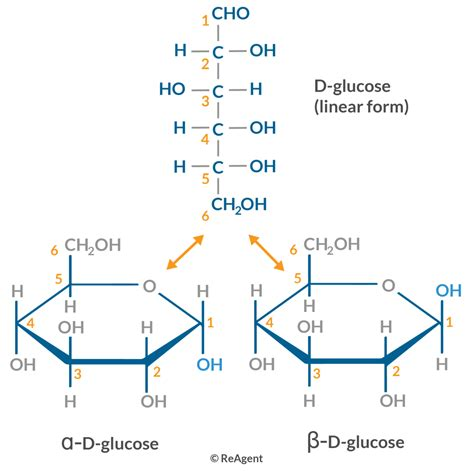 1 CHO
H C OH
2
HO C H
3
H C OH
4
H C OH
5
6 CH₂OH
D-glucose
(linear form)
6 CH₂OH
5
H
O
H
H
4
1
OH
H
OH
OH
3
2
H
H
OH
α-D-glucose
6 CH₂OH
5
H
O
OH
H
4
1
OH
H
OH
H
3
2
H
H
OH
β-D-glucose
© ReAgent